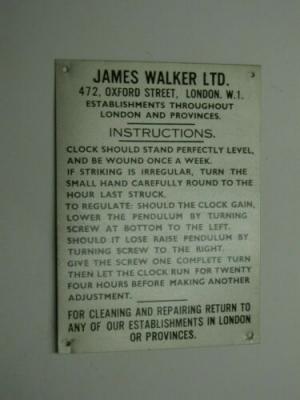 JAMES WALKER LTD.
472, OXFORD STREET, LONDON. W.1.
ESTABLISHMENTS THROUGHOUT
LONDON AND PROVINCES.
INSTRUCTIONS.
CLOCK SHOULD STAND PERFECTLY LEVEL,
AND BE WOUND ONCE A WEEK.
IF STRIKING IS IRREGULAR, TURN THE
SMALL HAND CAREFULLY ROUND TO THE
HOUR LAST STRUCK.
TO REGULATE: SHOULD THE CLOCK GAIN,
LOWER THE PENDULUM BY TURNING
SCREW AT BOTTOM TO THE LEFT.
SHOULD IT LOSE RAISE PENDULUM BY
TURNING SCREW TO THE RIGHT.
GIVE THE SCREW ONE COMPLETE TURN
THEN LET THE CLOCK RUN FOR TWENTY
FOUR HOURS BEFORE MAKING ANOTHER
ADJUSTMENT.
FOR CLEANING AND REPAIRING RETURN TO
ANY OF OUR ESTABLISHMENTS IN LONDON
OR PROVINCES.